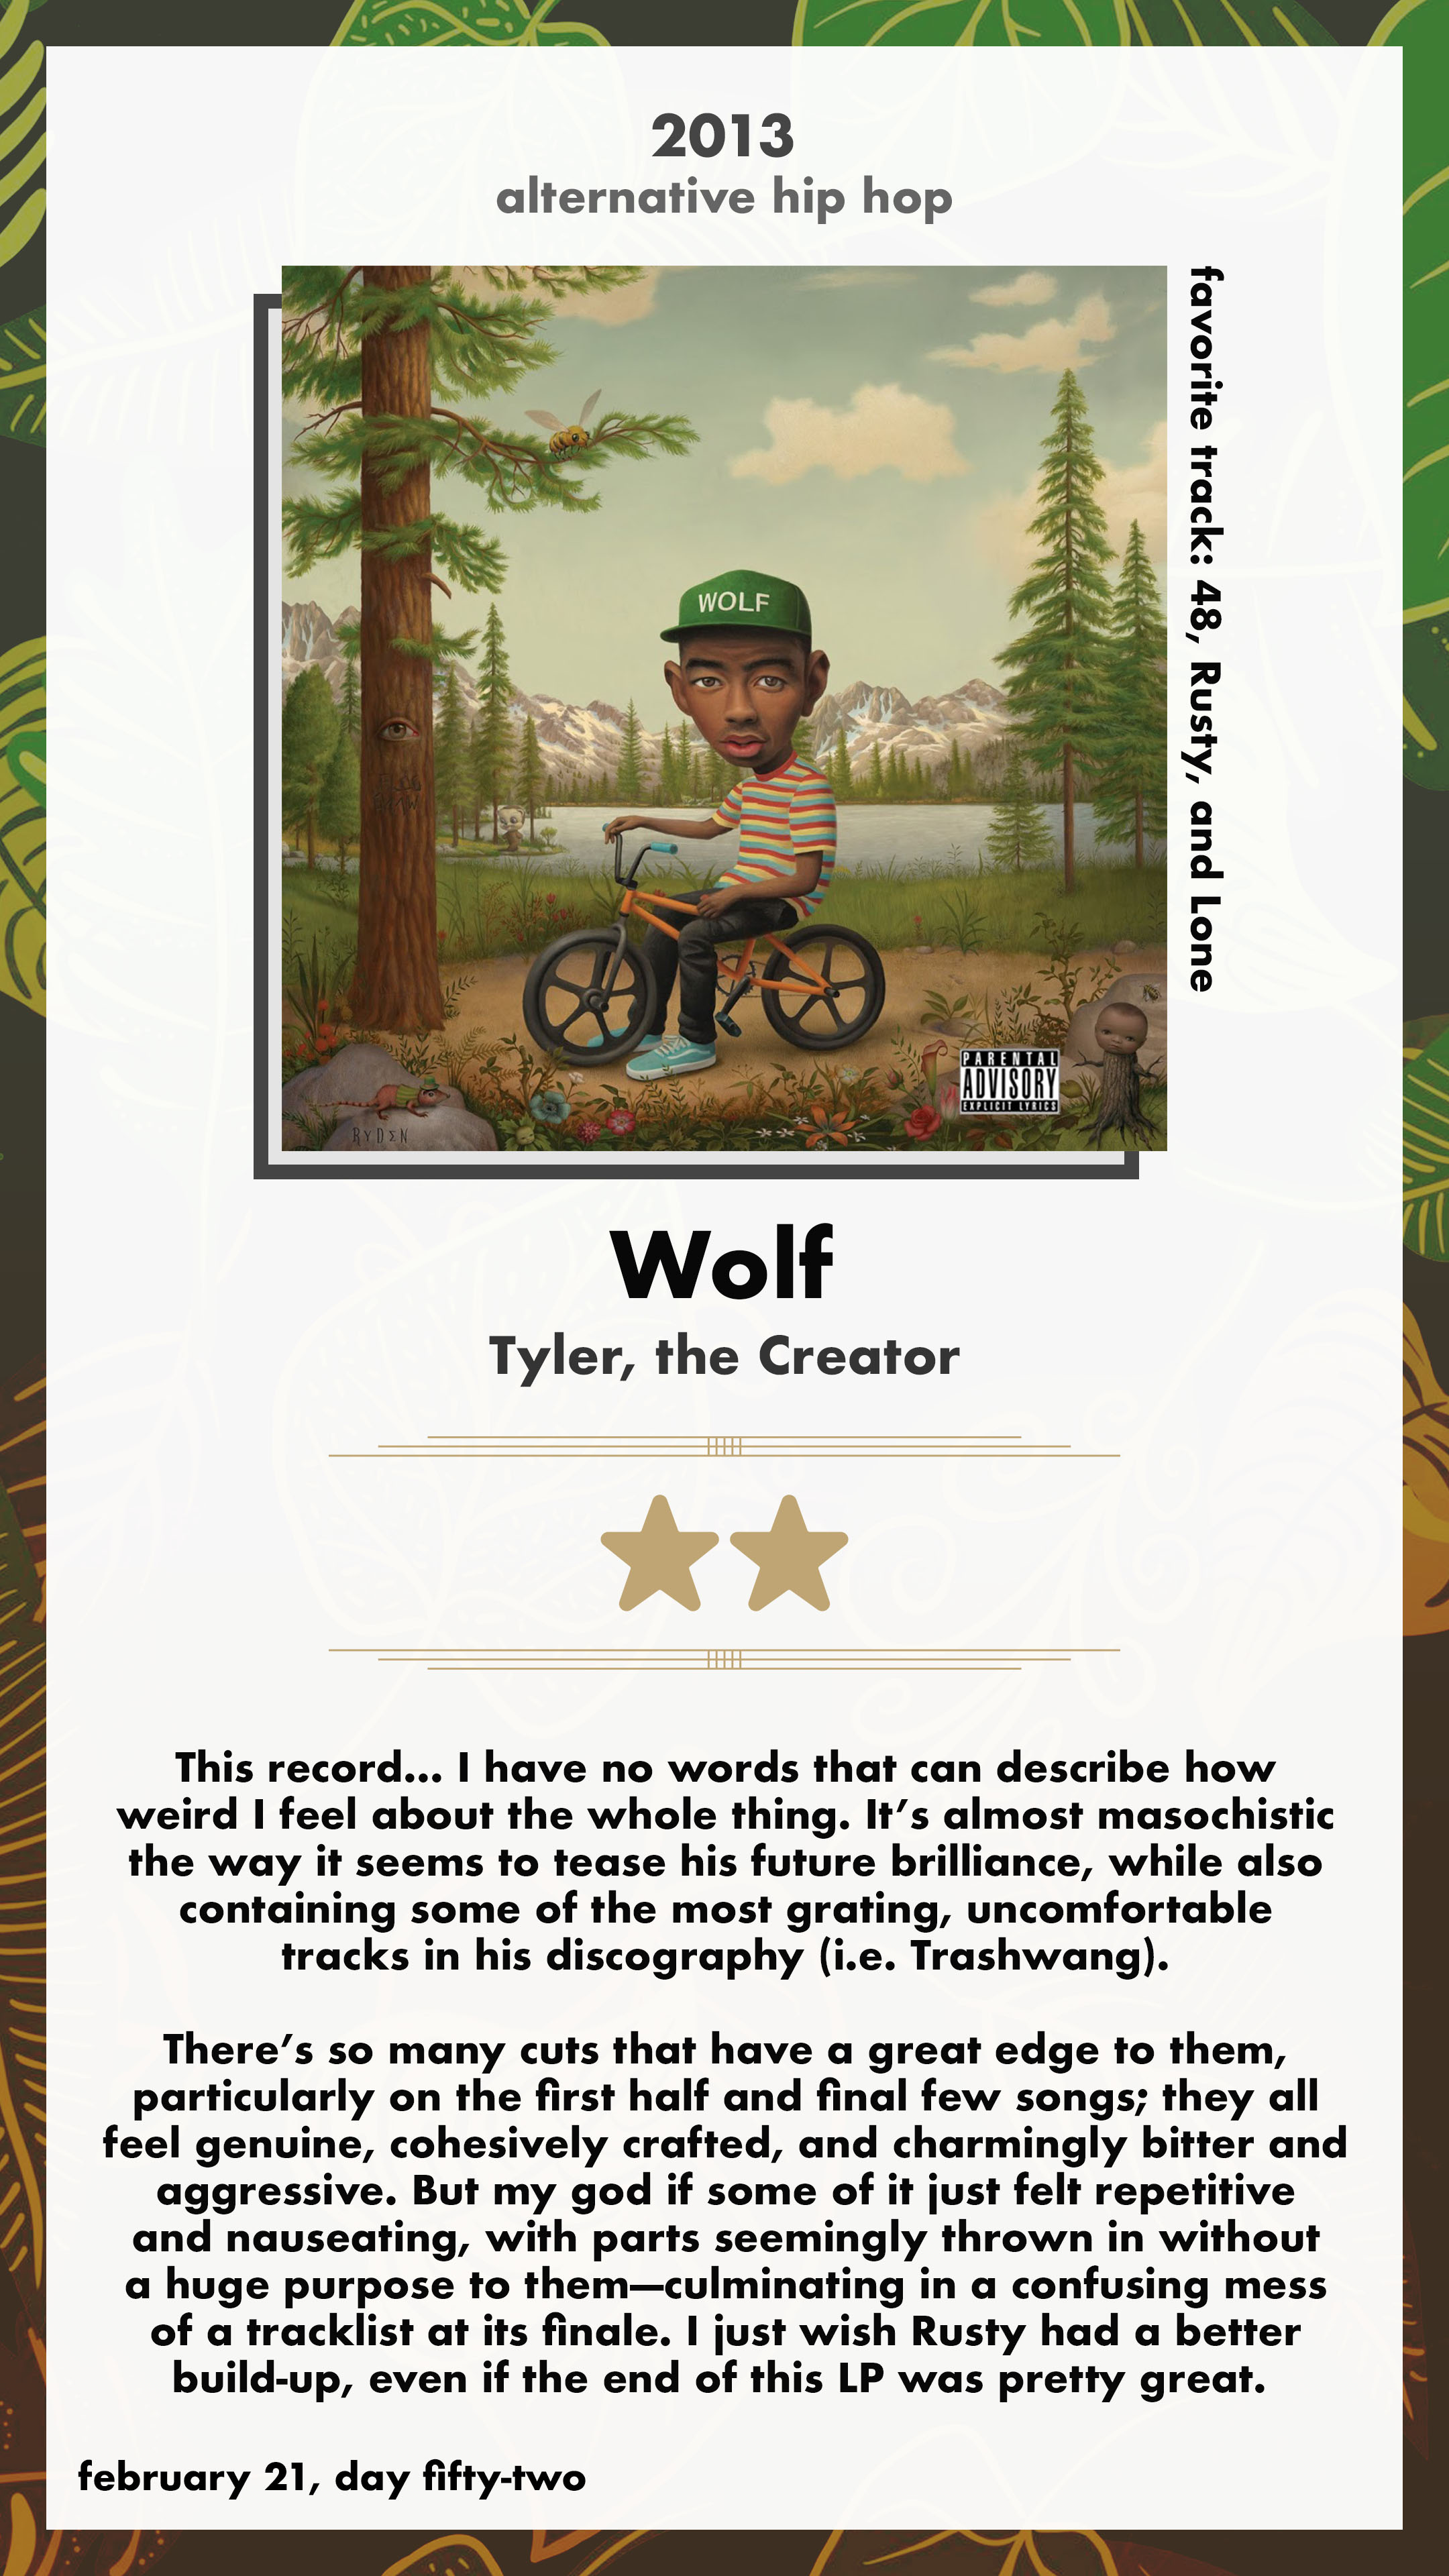 2013
alternative hip hop
favorite track: 48, Rusty, and Lone
WOLF
PARENTAL
ADVISORY
EXPLICIT LYRICS
RYDEN
Wolf
Tyler, the Creator
This record... I have no words that can describe how
weird I feel about the whole thing. It’s almost masochistic
the way it seems to tease his future brilliance, while also
containing some of the most grating, uncomfortable
tracks in his discography (i.e. Trashwang).
There’s so many cuts that have a great edge to them,
particularly on the first half and final few songs; they all
feel genuine, cohesively crafted, and charmingly bitter and
aggressive. But my god if some of it just felt repetitive
and nauseating, with parts seemingly thrown in without
a huge purpose to them—culminating in a confusing mess
of a tracklist at its finale. I just wish Rusty had a better
build-up, even if the end of this LP was pretty great.
february 21, day fifty-two